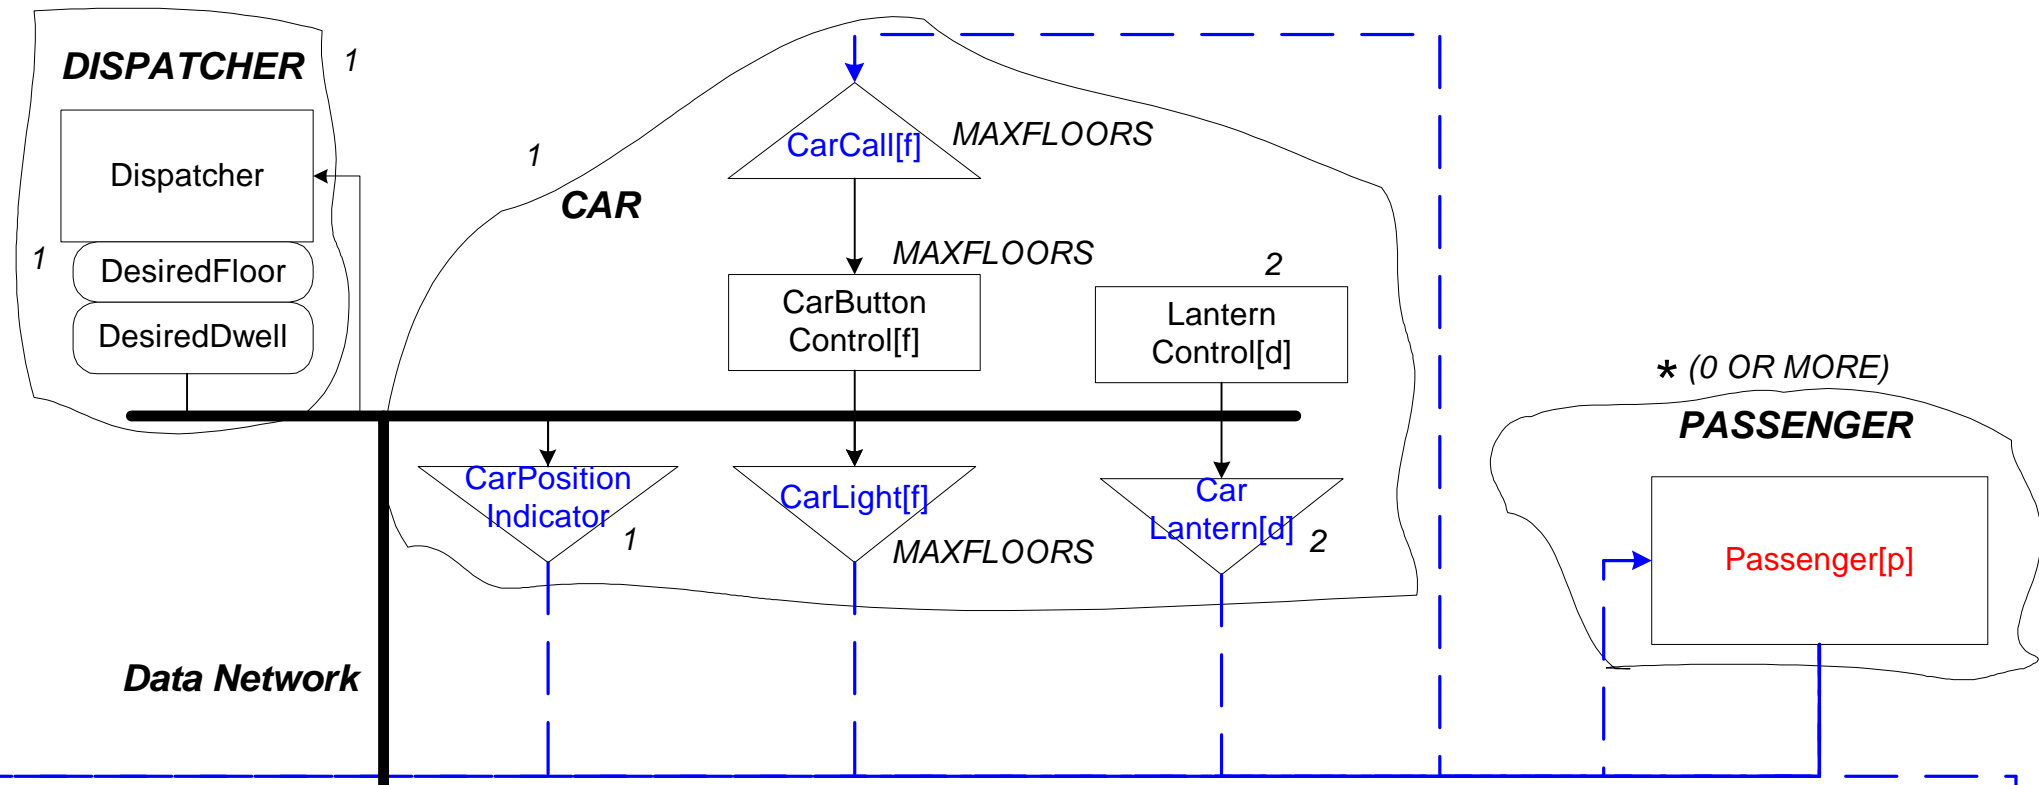 DISPATCHER 1
Dispatcher
1
DesiredFloor
DesiredDwell
1
CAR
CarCall[f]
MAXFLOORS
MAXFLOORS
CarButton
Control[f]
2
Lantern
Control[d]
CarPosition
Indicator
1
CarLight[f]
MAXFLOORS
Car
Lantern[d]
2
* (0 OR MORE)
PASSENGER
Passenger[p]
Data Network